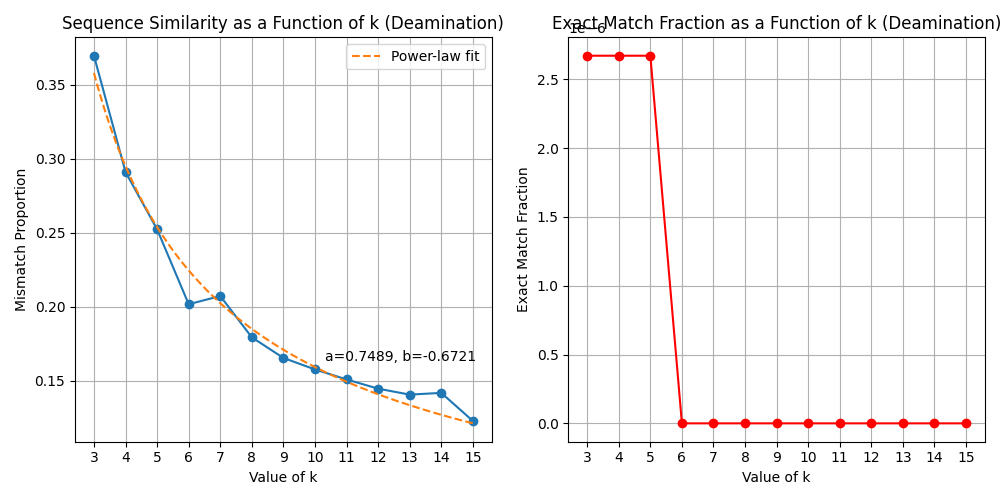 Sequence Similarity as a Function of k (Deamination)
Mismatch Proportion
0.35
0.30
0.25
0.20
0.15
Power-law fit
a=0.7489, b=-0.6721
3 4 5 6 7 8 9 10 11 12 13 14 15
Value of k
Exact Match Fraction as a Function of k (Deamination)
1e−6
Exact Match Fraction
2.5
2.0
1.5
1.0
0.5
0.0
3 4 5 6 7 8 9 10 11 12 13 14 15
Value of k